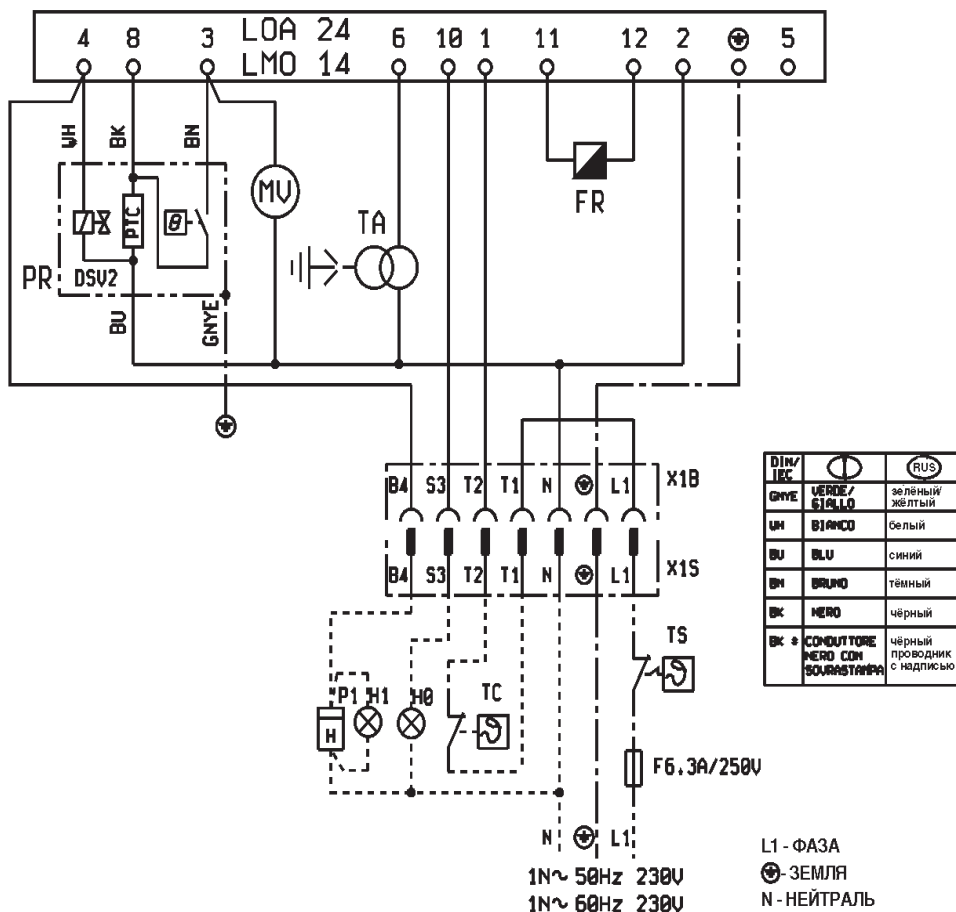 LOA 24
LMO 14
4 8 3 6 10 1 11 12 2 5
WH
BK
BN
MV
TA
FR
PTC
PR
DSV2
BU
GNYE
B4 S3 T2 T1 N L1 X1B
B4 S3 T2 T1 N L1 X1S
TS
P1 H1 H0 TC
H
F6.3A/250V
N L1
1N~ 50Hz 230V
1N~ 60Hz 230V
DIN/
IEC
I
RUS
GNYE VERDE/
GIALLO
зелёный/
жёлтый
WH BIANCO белый
BU BLU синий
BN BRUNO тёмный
BK NERO чёрный
BK * CONDUTTORE
NERO CON
SOVRASTAMPA
чёрный
проводник
с надписью
L1 - ФАЗА
- ЗЕМЛЯ
N - НЕЙТРАЛЬ